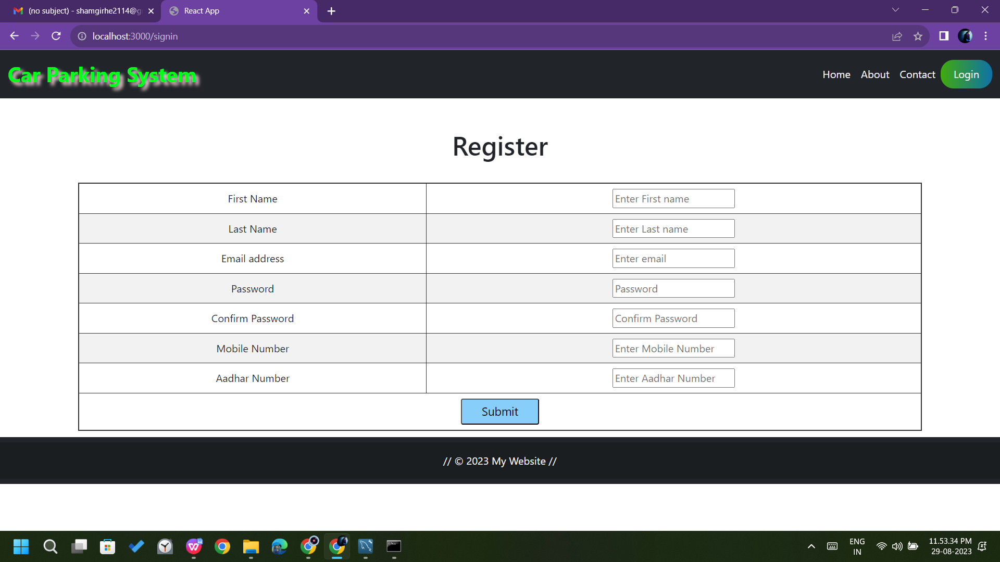 (no subject) - shamgirhe2114@g
React App
localhost:3000/signin
Car Parking System
Home About Contact Login
Register
First Name Enter First name
Last Name Enter Last name
Email address Enter email
Password Password
Confirm Password Confirm Password
Mobile Number Enter Mobile Number
Aadhar Number Enter Aadhar Number
Submit
// © 2023 My Website //
ENG
IN
11.53.34 PM
29-08-2023